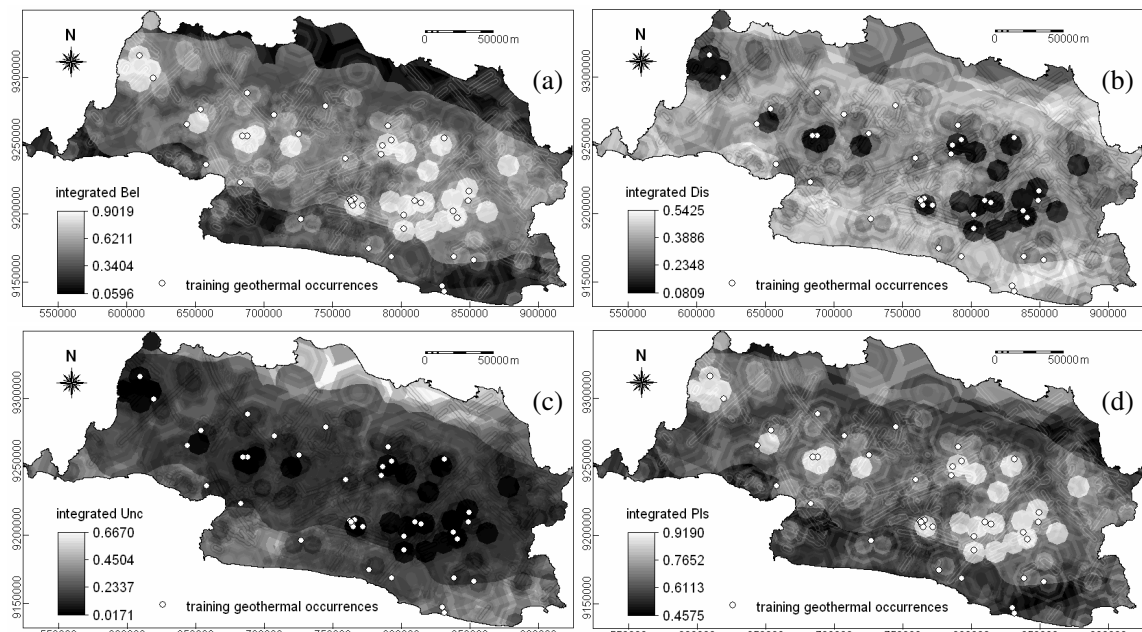 N
0 50000m
(a)
9300000
9250000
9200000
9150000
integrated Bel
0.9019
0.6211
0.3404
0.0596
training geothermal occurrences
550000 600000 650000 700000 750000 800000 850000 900000
N
0 50000m
(b)
9300000
9250000
9200000
9150000
integrated Dis
0.5425
0.3886
0.2348
0.0809
training geothermal occurrences
550000 600000 650000 700000 750000 800000 850000 900000
N
0 50000m
(c)
9300000
9250000
9200000
9150000
integrated Unc
0.6670
0.4504
0.2337
0.0171
training geothermal occurrences
N
0 50000m
(d)
9300000
9250000
9200000
9150000
integrated Pls
0.9190
0.7652
0.6113
0.4575
training geothermal occurrences